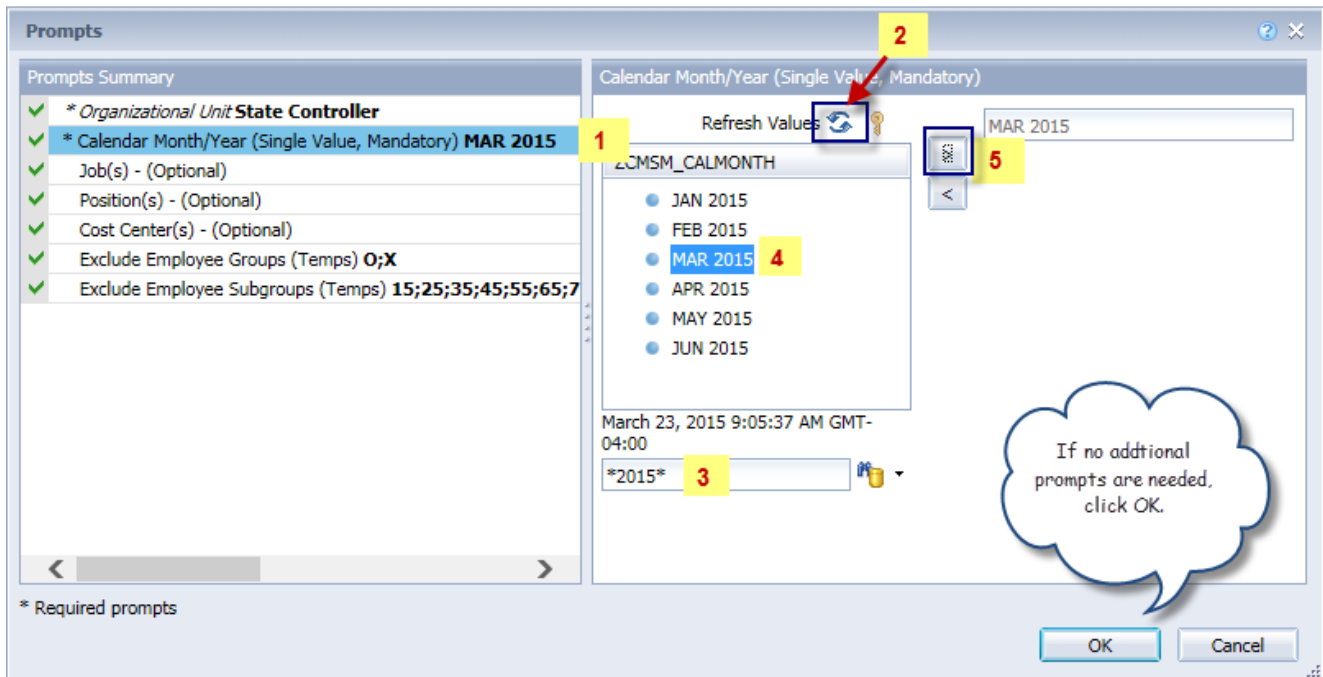 Prompts
2
Prompts Summary
* Organizational Unit State Controller
* Calendar Month/Year (Single Value, Mandatory) MAR 2015
1
Job(s) - (Optional)
Position(s) - (Optional)
Cost Center(s) - (Optional)
Exclude Employee Groups (Temps) O;X
Exclude Employee Subgroups (Temps) 15;25;35;45;55;65;7
Calendar Month/Year (Single Value, Mandatory)
Refresh Values
MAR 2015
5
<
ZCMSM_CALMONTH
JAN 2015
FEB 2015
MAR 2015 4
APR 2015
MAY 2015
JUN 2015
March 23, 2015 9:05:37 AM GMT-
04:00
*2015* 3
If no addtional
prompts are needed,
click OK.
* Required prompts
OK Cancel